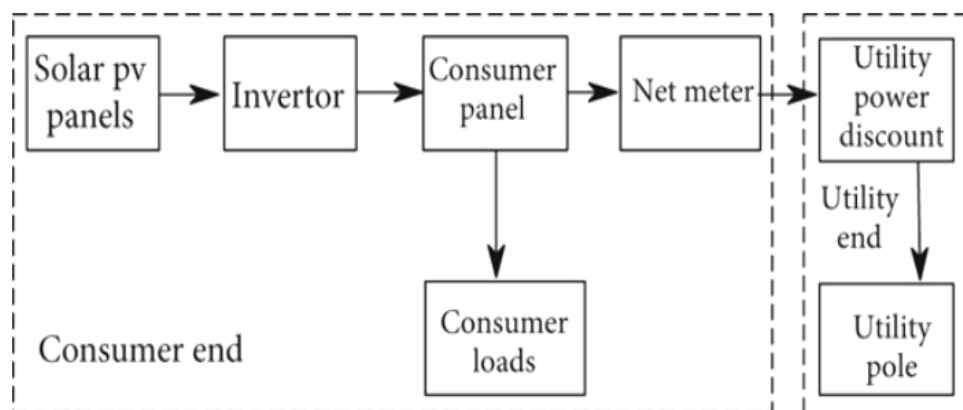 Solar pv
panels
Invertor
Consumer
panel
Net meter
Utility
power
discount
Utility
end
Consumer
loads
Utility
pole
Consumer end